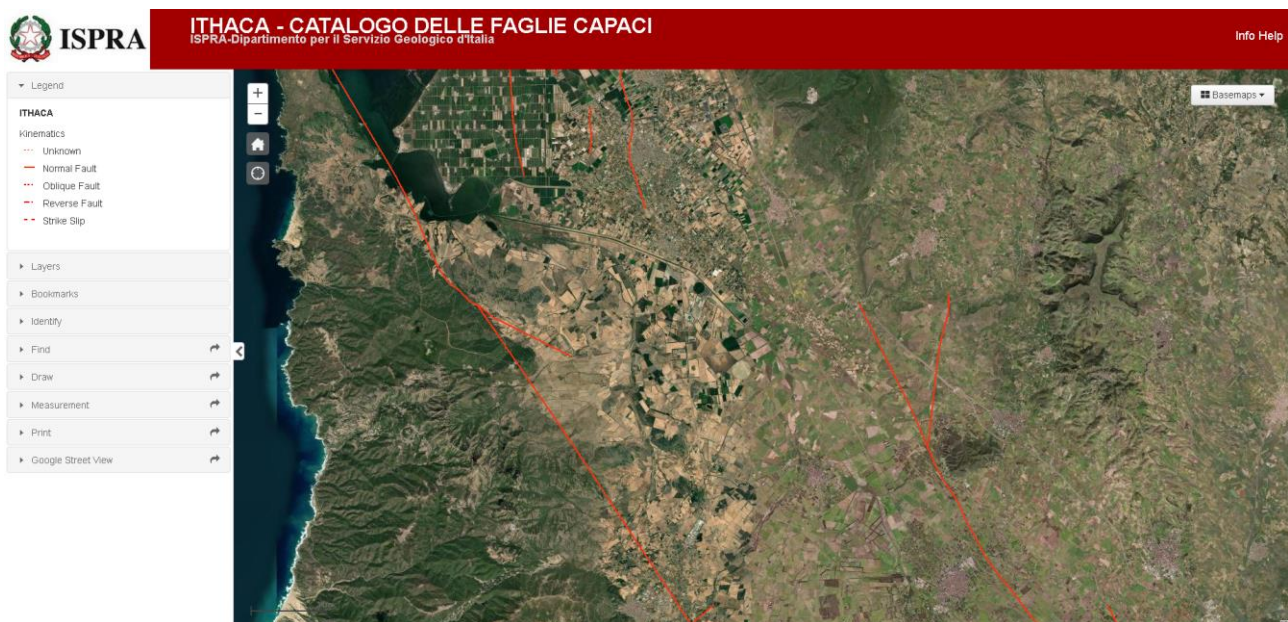 ISPRA
ITHACA - CATALOGO DELLE FAGLIE CAPACI
ISPRA-Dipartimento per il Servizio Geologico d'Italia
Info Help
Legend
ITHACA
Kinematics
Unknown
Normal Fault
Oblique Fault
Reverse Fault
Strike Slip
Layers
Bookmarks
Identify
Find
Draw
Measurement
Print
Google Street View
+
−
Basemaps